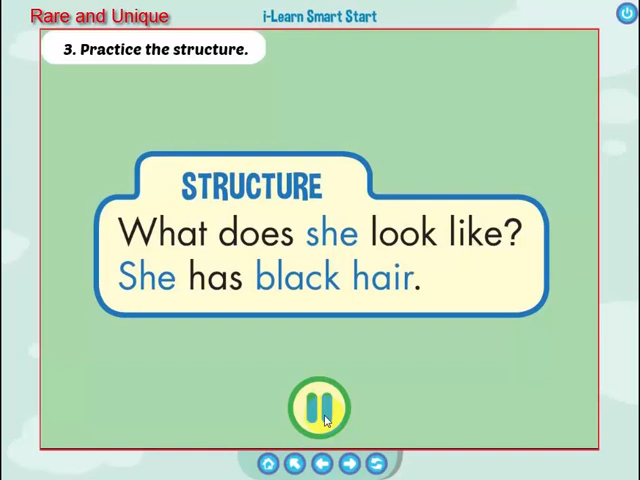 Rare and Unique
i-Learn Smart Start
3. Practice the structure.
STRUCTURE
What does she look like?
She has black hair.